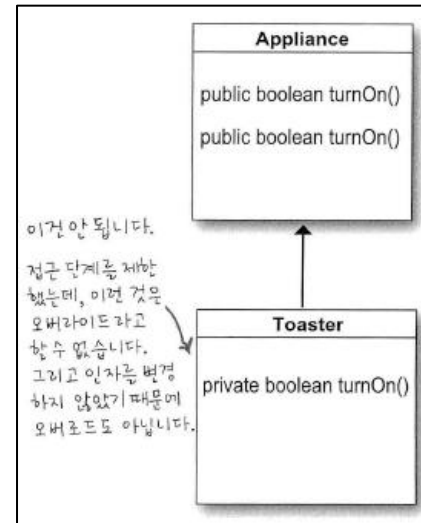 Appliance
public boolean turnOn()
public boolean turnOn()
이건 안 됩니다.
접근 단계를 제한
했는데, 이런 것은
오버라이드라고
할 수 없습니다.
그리고 인자를 변경
하지 않았기 때문에
오버로드도 아닙니다.
Toaster
private boolean turnOn()